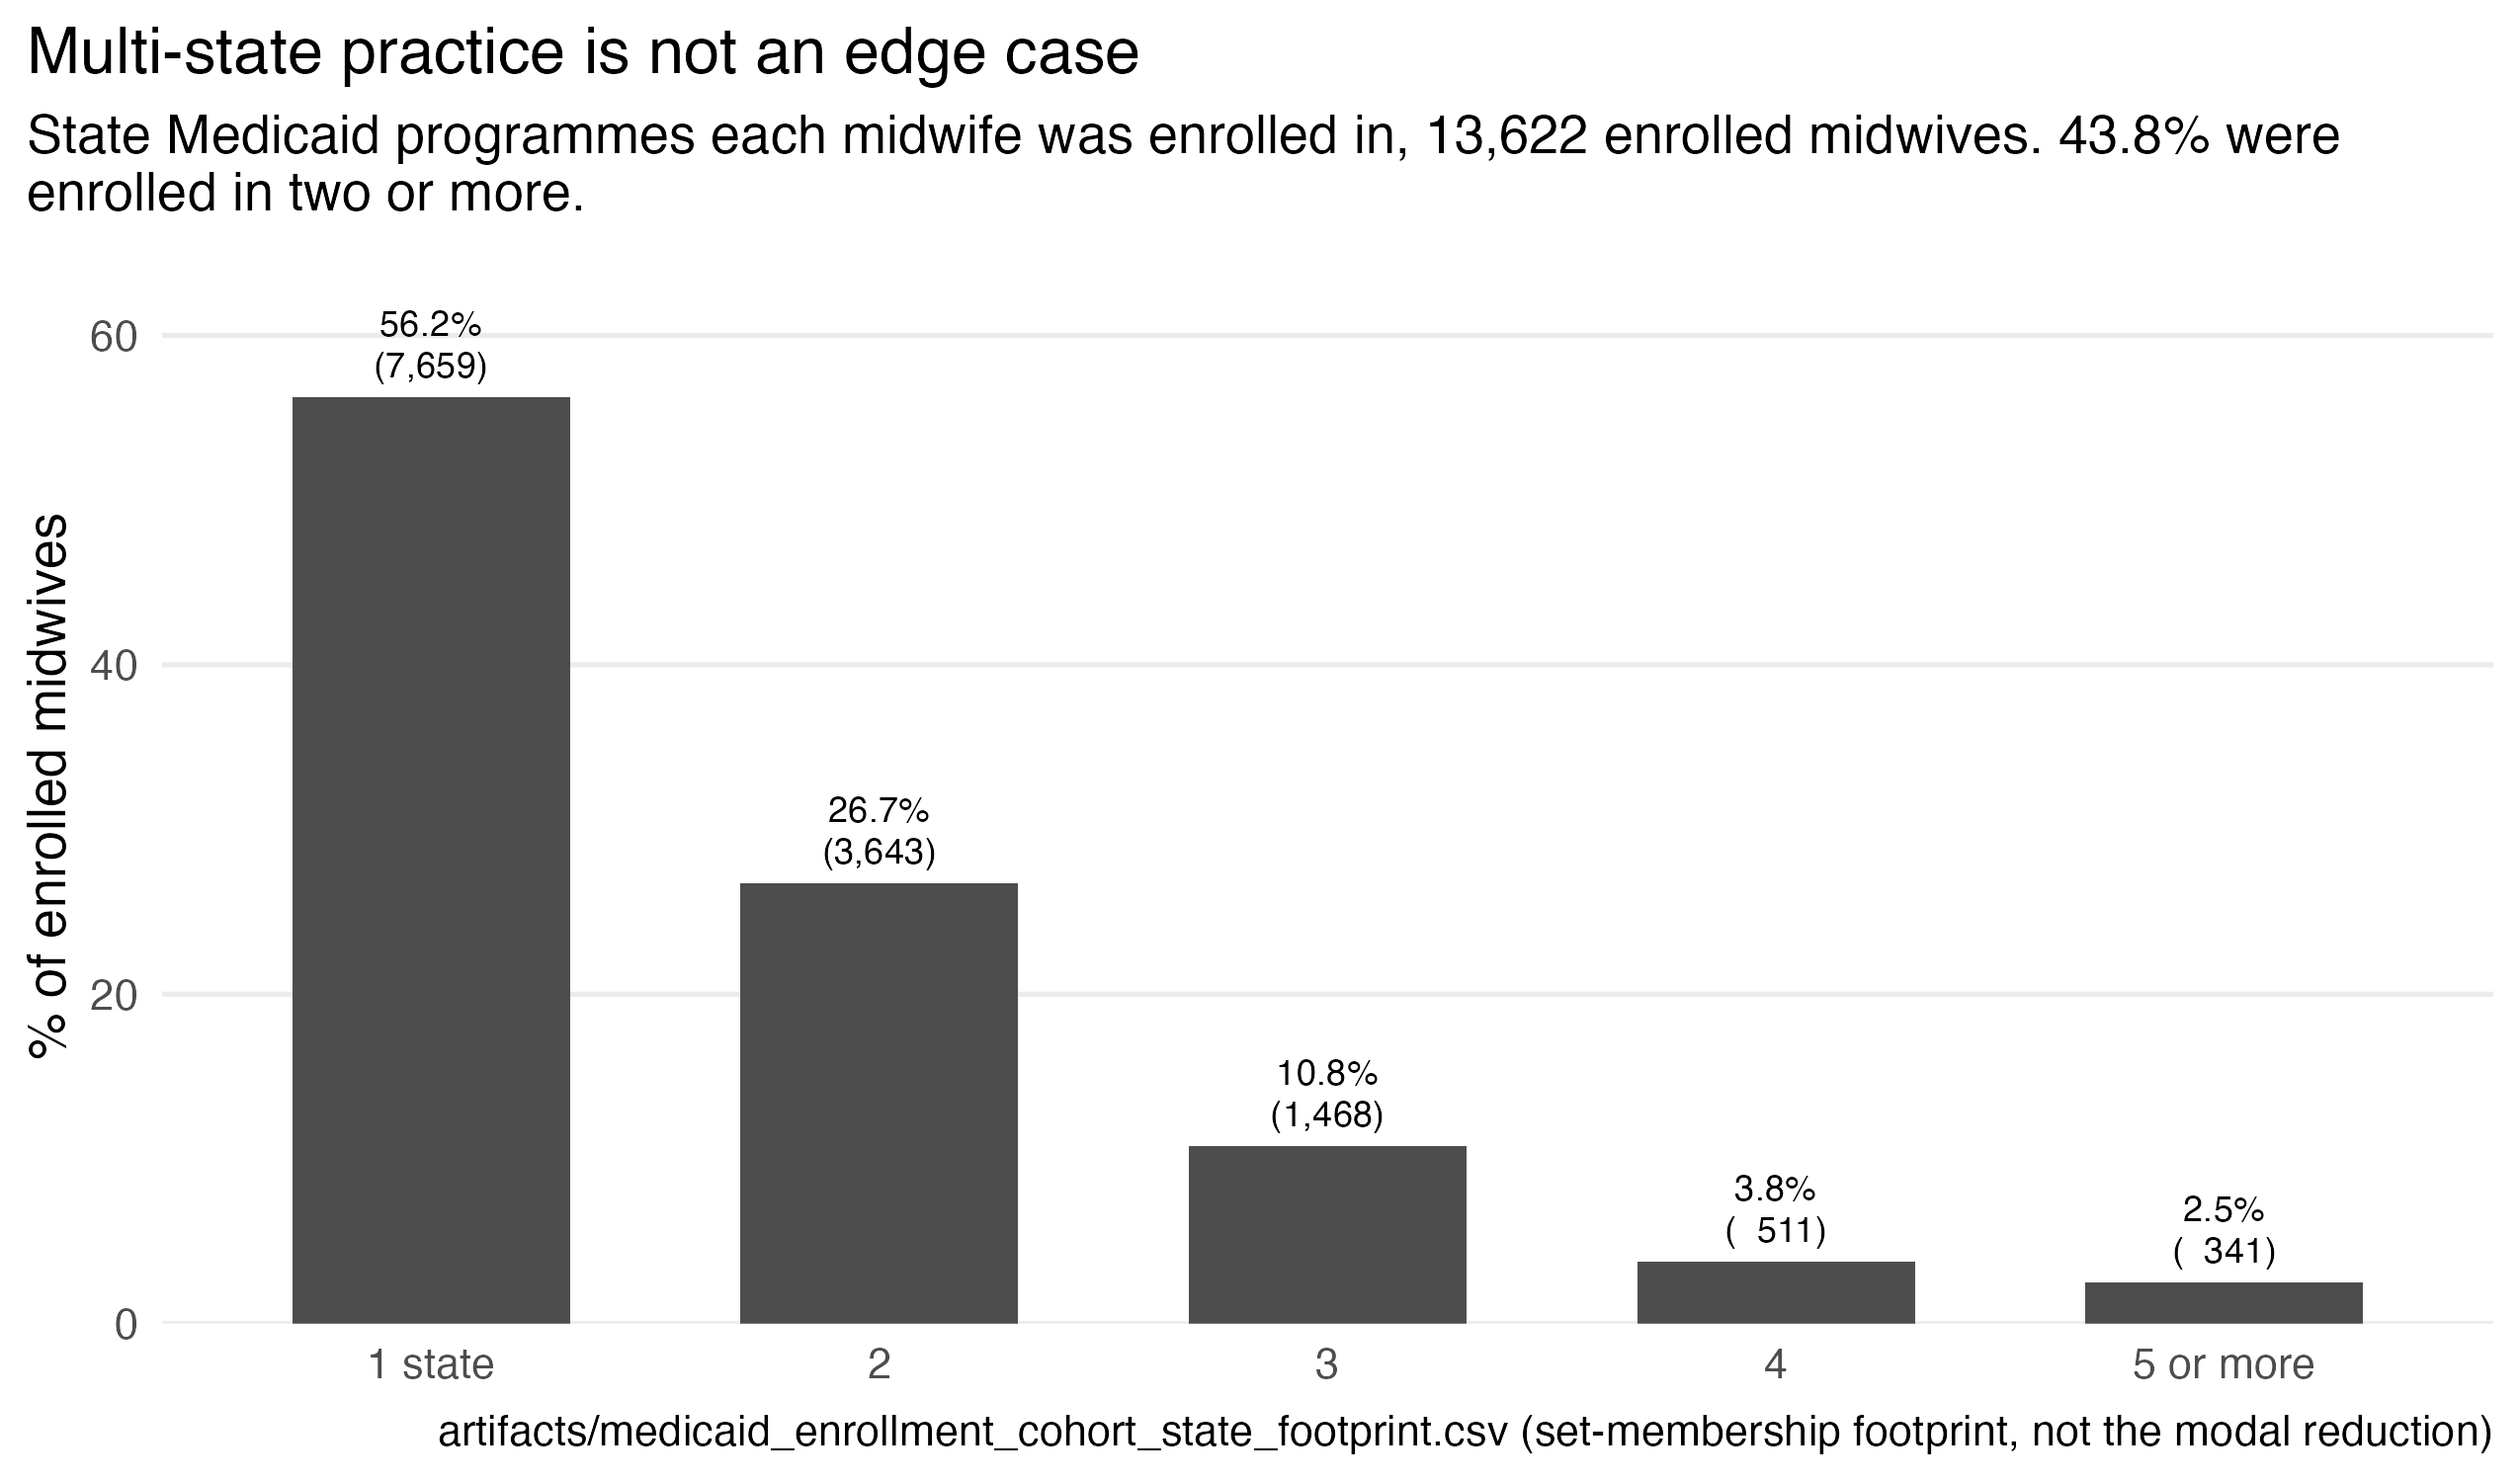 Multi-state practice is not an edge case
State Medicaid programmes each midwife was enrolled in, 13,622 enrolled midwives. 43.8% were
enrolled in two or more.
% of enrolled midwives
60
40
20
0
56.2%
(7,659)
26.7%
(3,643)
10.8%
(1,468)
3.8%
(  511)
2.5%
(  341)
1 state
2
3
4
5 or more
artifacts/medicaid_enrollment_cohort_state_footprint.csv (set-membership footprint, not the modal reduction)